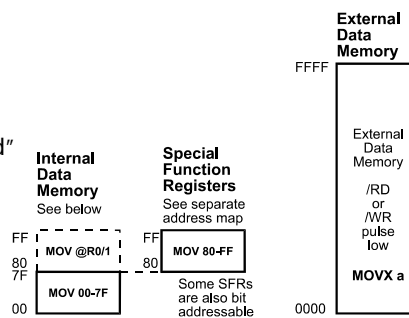 d"
Internal
Data
Memory
See below
FF
80
7F
00
MOV @R0/1
MOV 00-7F
Special
Function
Registers
See separate
address map
FF
80
MOV 80-FF
Some SFRs
are also bit
addressable
External
Data
Memory
FFFF
0000
External
Data
Memory
/RD
or
/WR
pulse
low
MOVX a